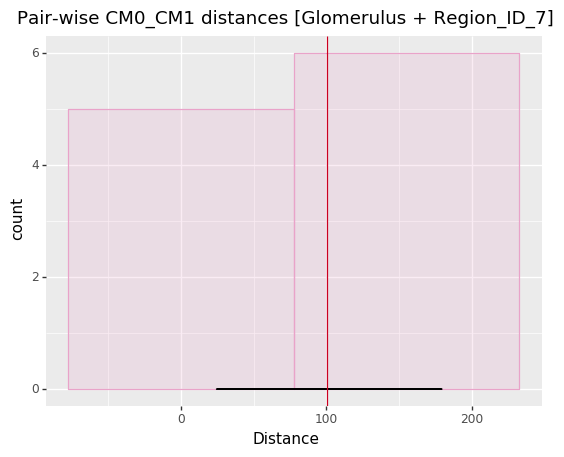 Pair-wise CM0_CM1 distances [Glomerulus + Region_ID_7]
6
4
2
0
count
0 100 200
Distance